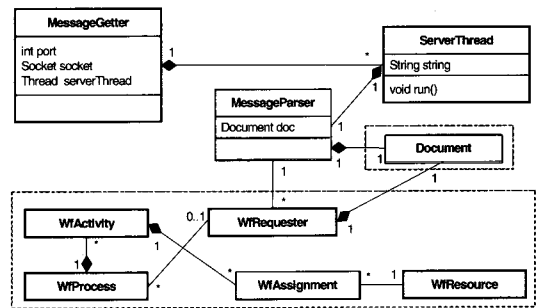 MessageGetter
int port
Socket socket
Thread serverThread
1
*
ServerThread
String string
void run()
1
MessageParser
Document doc
1
1
1
Document
1
1
1
*
WfActivity
0..1
WfRequester
1
*
1
1
*
WfProcess
*
WfAssignment
*
1
WfResource